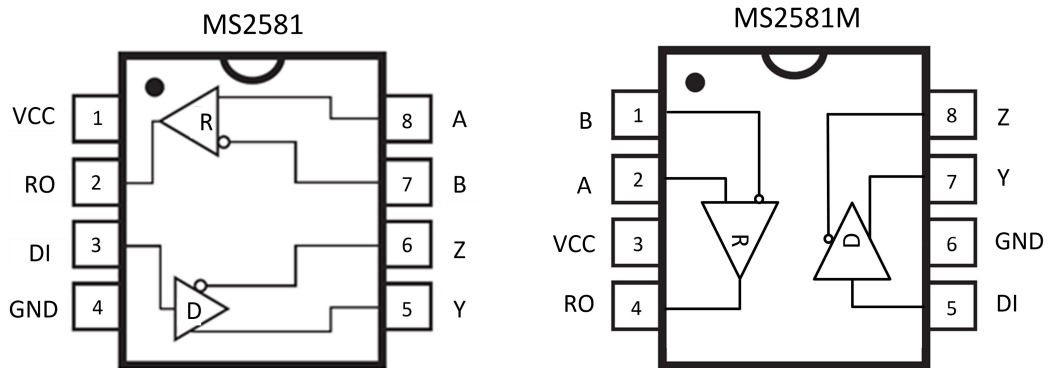 MS2581
VCC 1 R 8 A
RO 2 7 B
DI 3 6 Z
GND 4 D 5 Y
MS2581M
B 1 8 Z
A 2 7 Y
VCC 3 R D 6 GND
RO 4 5 DI